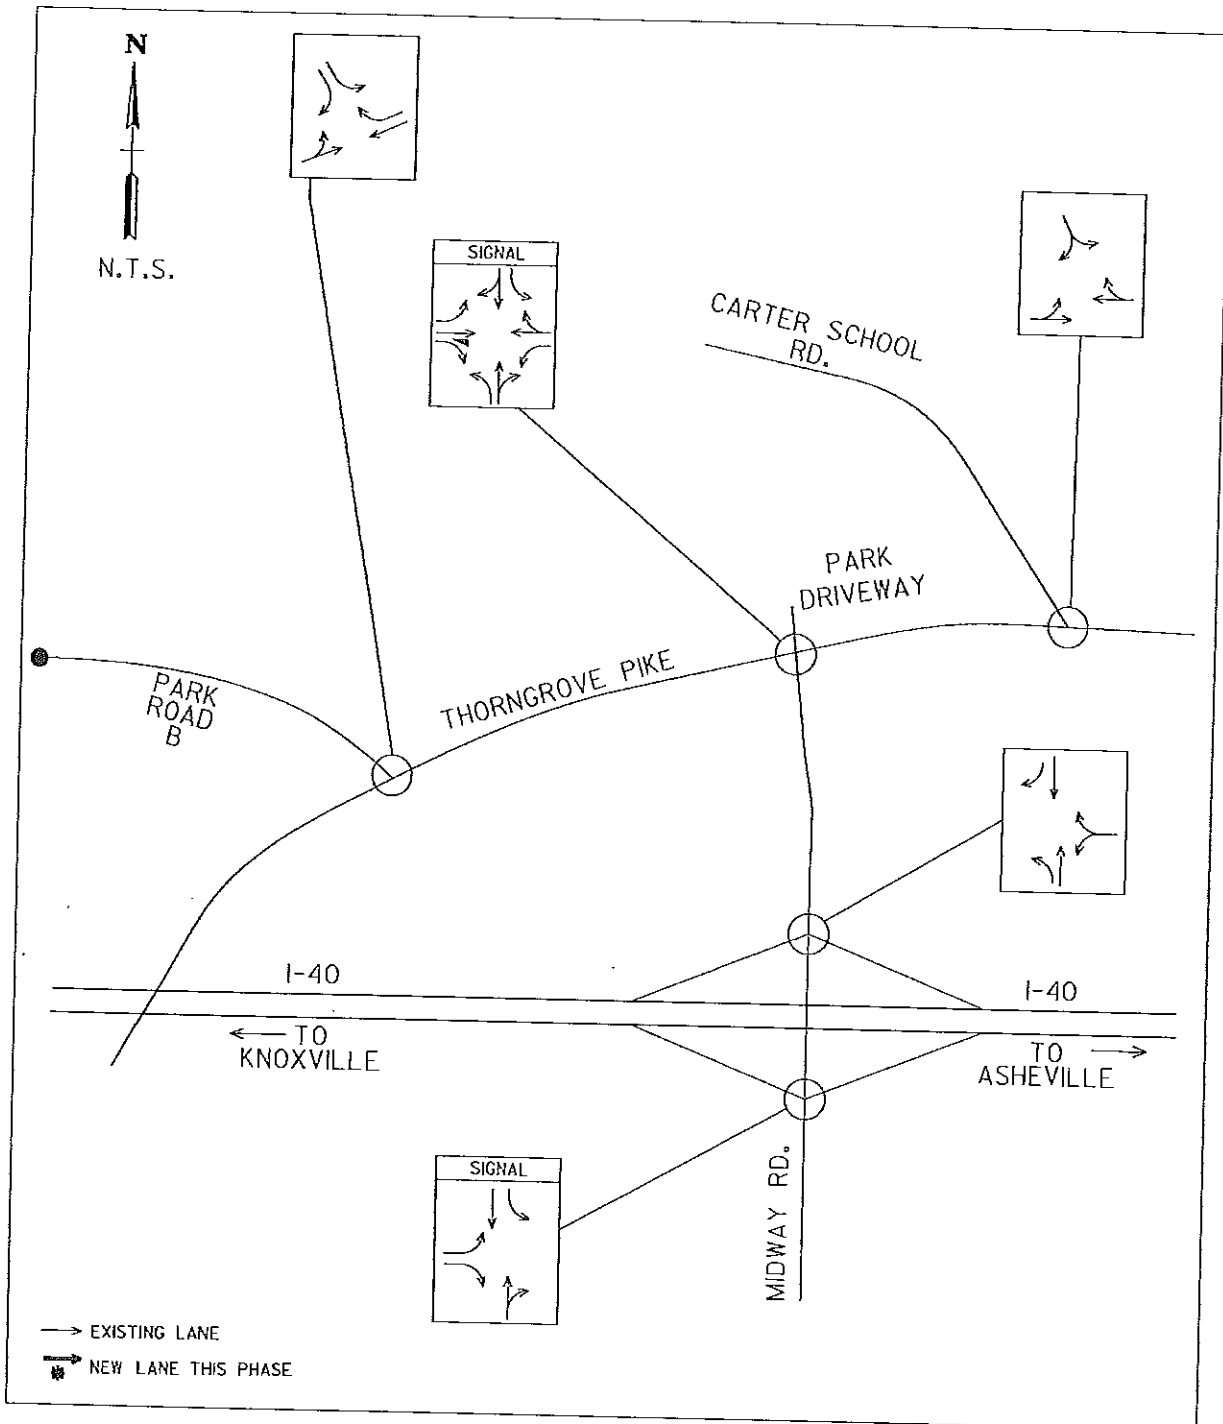 N
N.T.S.
SIGNAL
CARTER SCHOOL
RD.
PARK
DRIVEWAY
THORNGROVE PIKE
PARK
ROAD
B
I-40
I-40
TO
KNOXVILLE
TO
ASHEVILLE
SIGNAL
MIDWAY RD.
EXISTING LANE
NEW LANE THIS PHASE